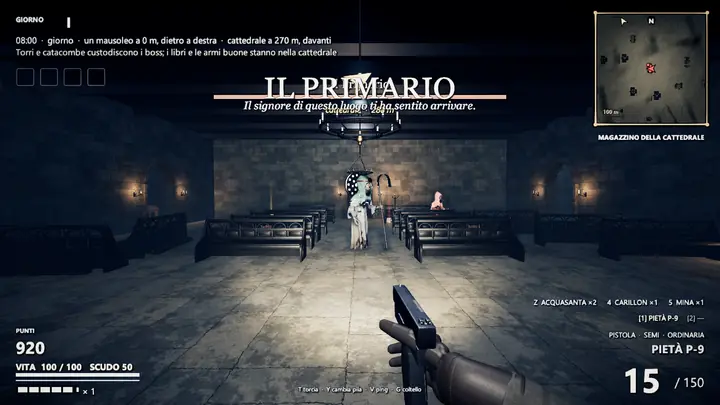 GIORNO I
08:00 · giorno · un mausoleo a 0 m, dietro a destra · cattedrale a 270 m, davanti
Torri e catacombe custodiscono i boss; i libri e le armi buone stanno nella cattedrale
N
100 m
MAGAZZINO DELLA CATTEDRALE
IL PRIMARIO
Il signore di questo luogo ti ha sentito arrivare.
Z ACQUASANTA ×2 4 CARILLON ×1 5 MINA ×1
[1] PIETÀ P-9 [2] —
PISTOLA · SEMI · ORDINARIA
PIETÀ P-9
15 / 150
PUNTI
920
VITA 100 / 100 SCUDO 50
× 1
T torcia · Y cambia pila · V ping · G coltello